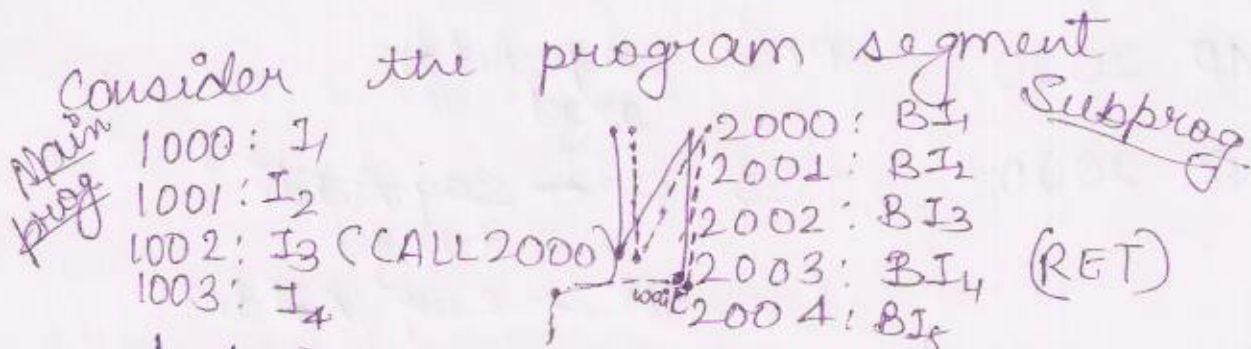 Consider the program segment
Main prog Subprog.
1000: I1 2000: BI1
1001: I2 2001: BI2
1002: I3 (CALL 2000) 2002: BI3
1003: I4 wait 2003: BI4 (RET)
2004: BI5